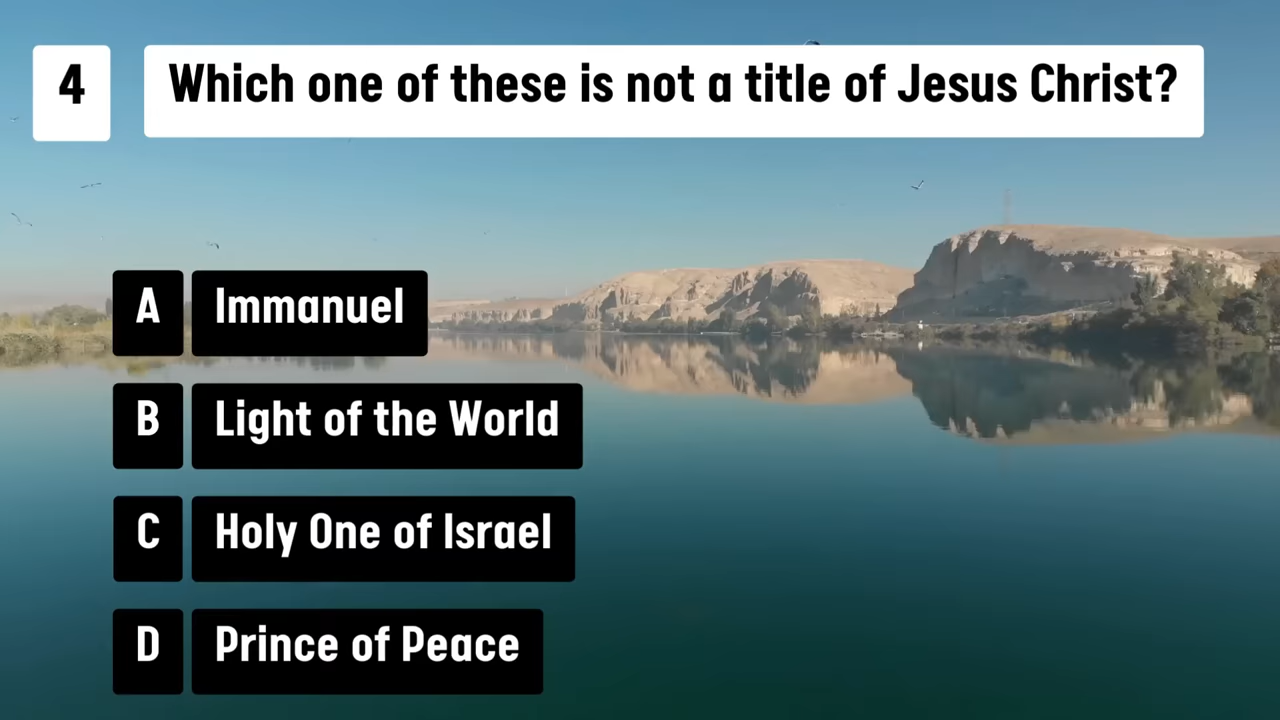 4 Which one of these is not a title of Jesus Christ?
A Immanuel
B Light of the World
C Holy One of Israel
D Prince of Peace